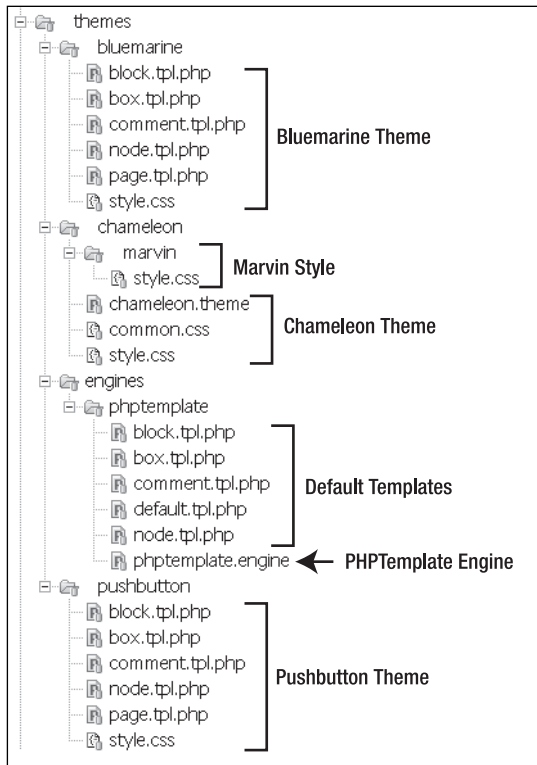 themes
bluemarine
block.tpl.php
box.tpl.php
comment.tpl.php
node.tpl.php
page.tpl.php
style.css
Bluemarine Theme
chameleon
marvin
style.css
Marvin Style
chameleon.theme
common.css
style.css
Chameleon Theme
engines
phptemplate
block.tpl.php
box.tpl.php
comment.tpl.php
default.tpl.php
node.tpl.php
Default Templates
phptemplate.engine
PHPTemplate Engine
pushbutton
block.tpl.php
box.tpl.php
comment.tpl.php
node.tpl.php
page.tpl.php
style.css
Pushbutton Theme